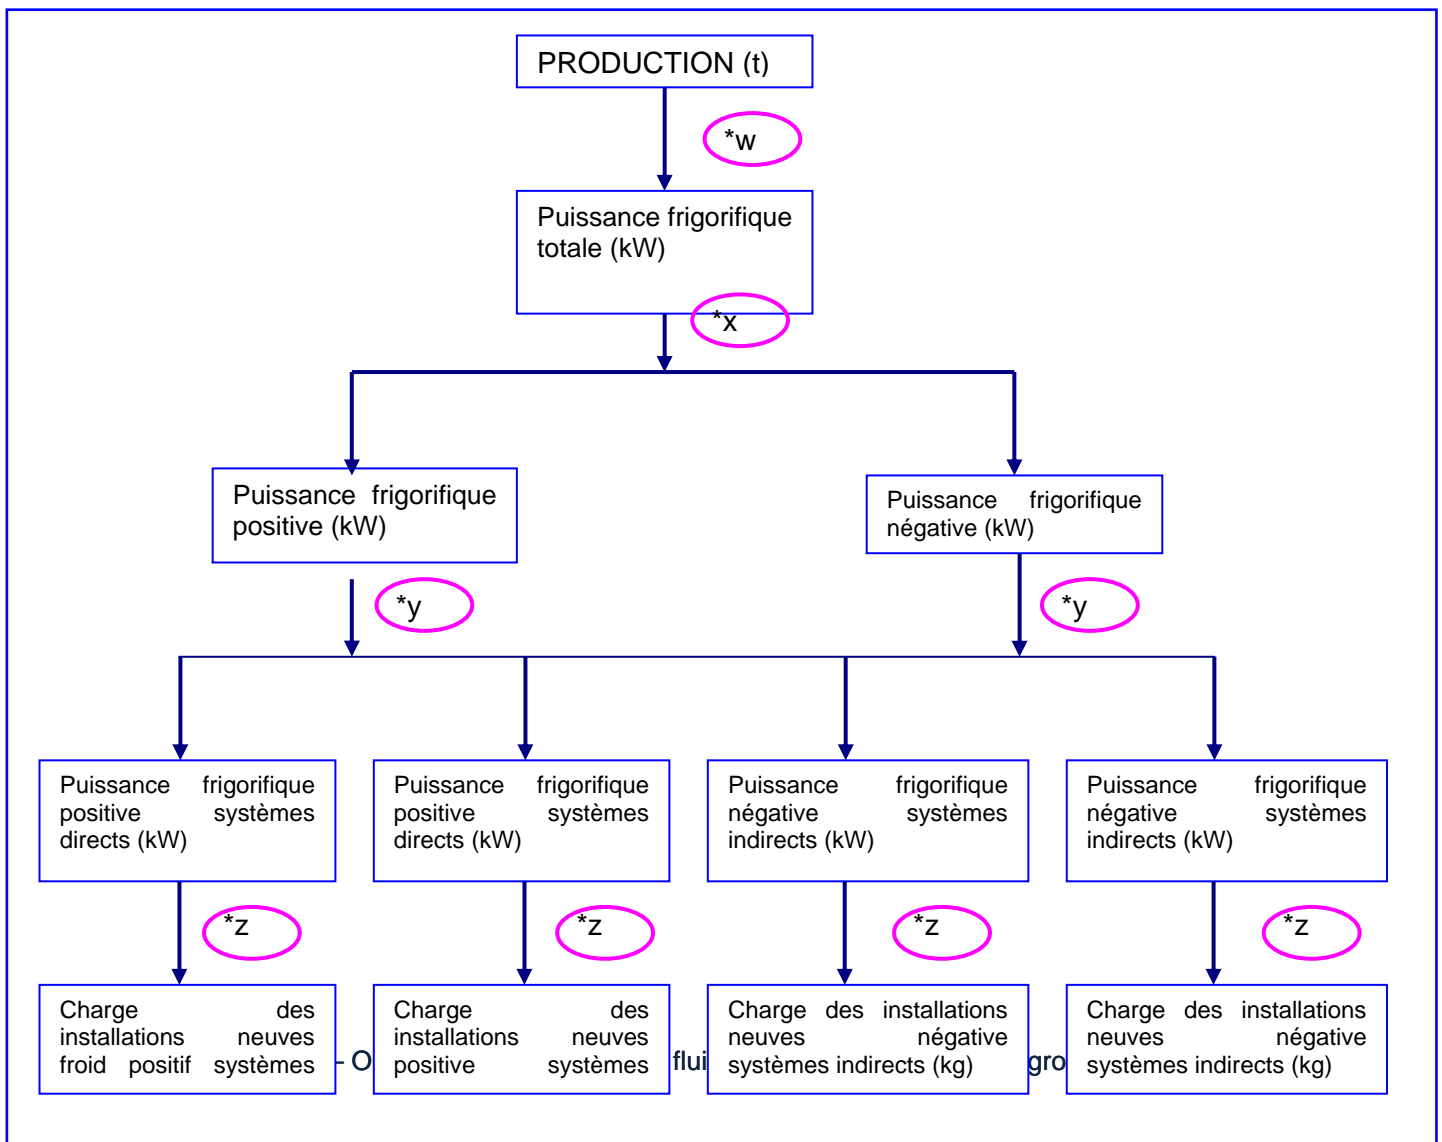 PRODUCTION (t)
*w
Puissance frigorifique
totale (kW)
*x
Puissance frigorifique
positive (kW)
Puissance frigorifique
négative (kW)
*y
*y
Puissance frigorifique
positive systèmes
directs (kW)
Puissance frigorifique
positive systèmes
directs (kW)
Puissance frigorifique
négative systèmes
indirects (kW)
Puissance frigorifique
négative systèmes
indirects (kW)
*z
*z
*z
*z
Charge des
installations neuves
froid positif systèmes
Charge des
installations neuves
positive systèmes
Charge des installations
neuves négative
systèmes indirects (kg)
Charge des installations
neuves négative
systèmes indirects (kg)